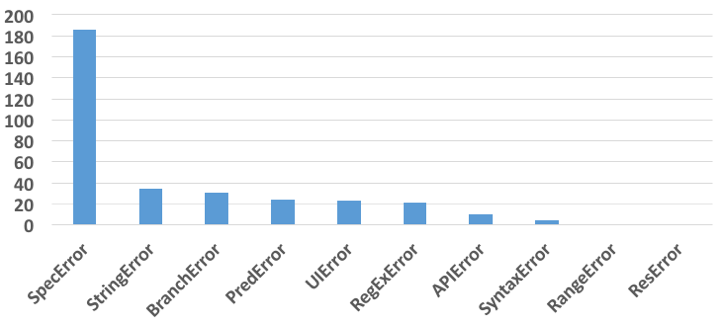 200
180
160
140
120
100
80
60
40
20
0
SpecError
StringError
BranchError
PredError
UIError
RegExError
APIError
SyntaxError
RangeError
ResError